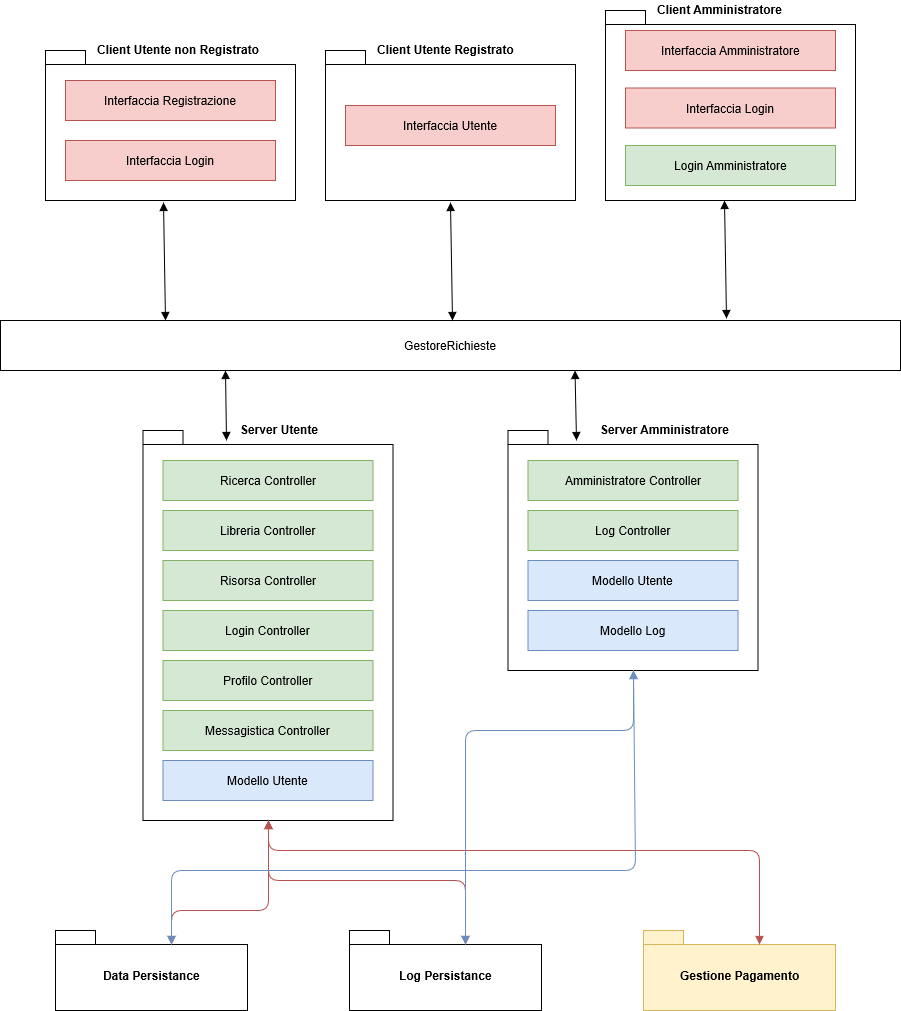 Client Utente non Registrato
Interfaccia Registrazione
Interfaccia Login
Client Utente Registrato
Interfaccia Utente
Client Amministratore
Interfaccia Amministratore
Interfaccia Login
Login Amministratore
GestoreRichieste
Server Utente
Ricerca Controller
Libreria Controller
Risorsa Controller
Login Controller
Profilo Controller
Messagistica Controller
Modello Utente
Server Amministratore
Amministratore Controller
Log Controller
Modello Utente
Modello Log
Data Persistance
Log Persistance
Gestione Pagamento